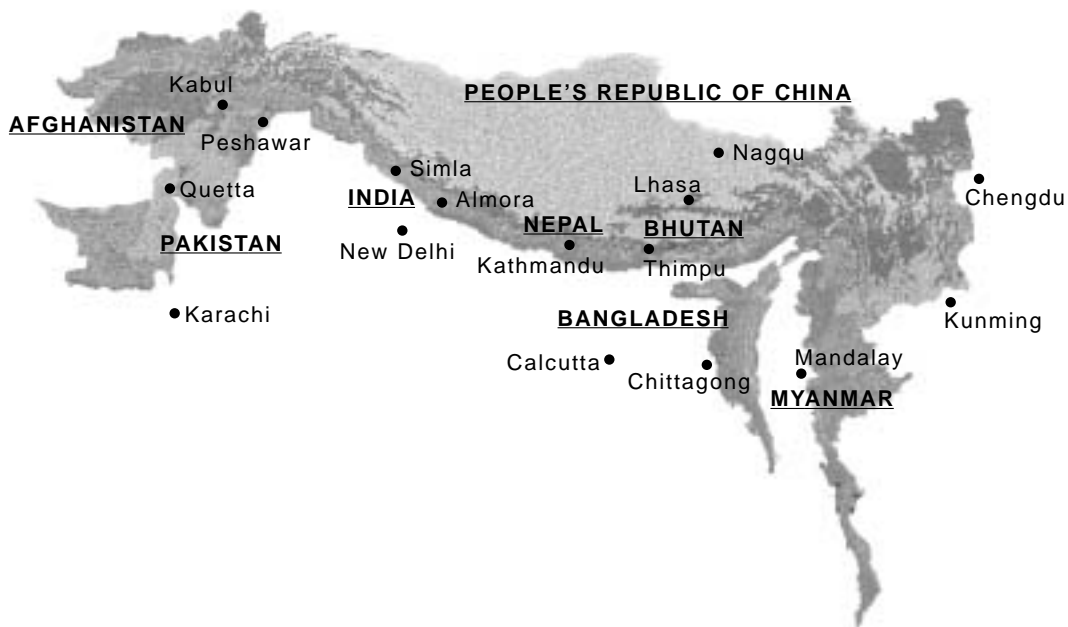 Kabul
PEOPLE'S REPUBLIC OF CHINA
AFGHANISTAN
Peshawar
Nagqu
Simla
Quetta
Lhasa
Chengdu
INDIA
Almora
NEPAL
BHUTAN
PAKISTAN
New Delhi
Kathmandu
Thimpu
Karachi
BANGLADESH
Kunming
Calcutta
Mandalay
Chittagong
MYANMAR